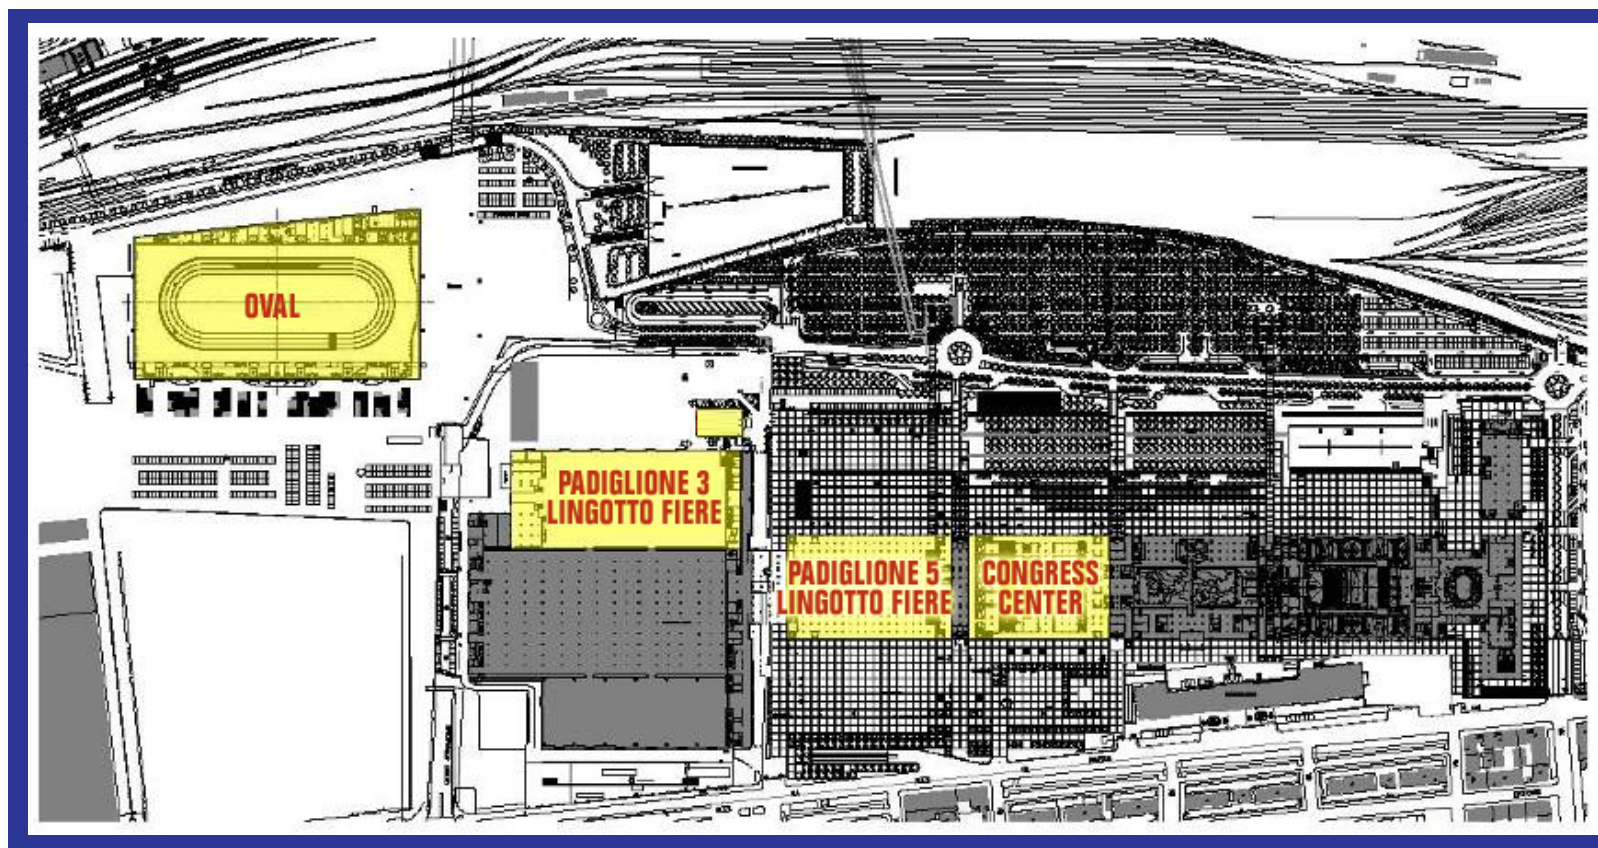 OVAL
PADIGLIONE 3
LINGOTTO FIERE
PADIGLIONE 5
LINGOTTO FIERE
CONGRESS
CENTER